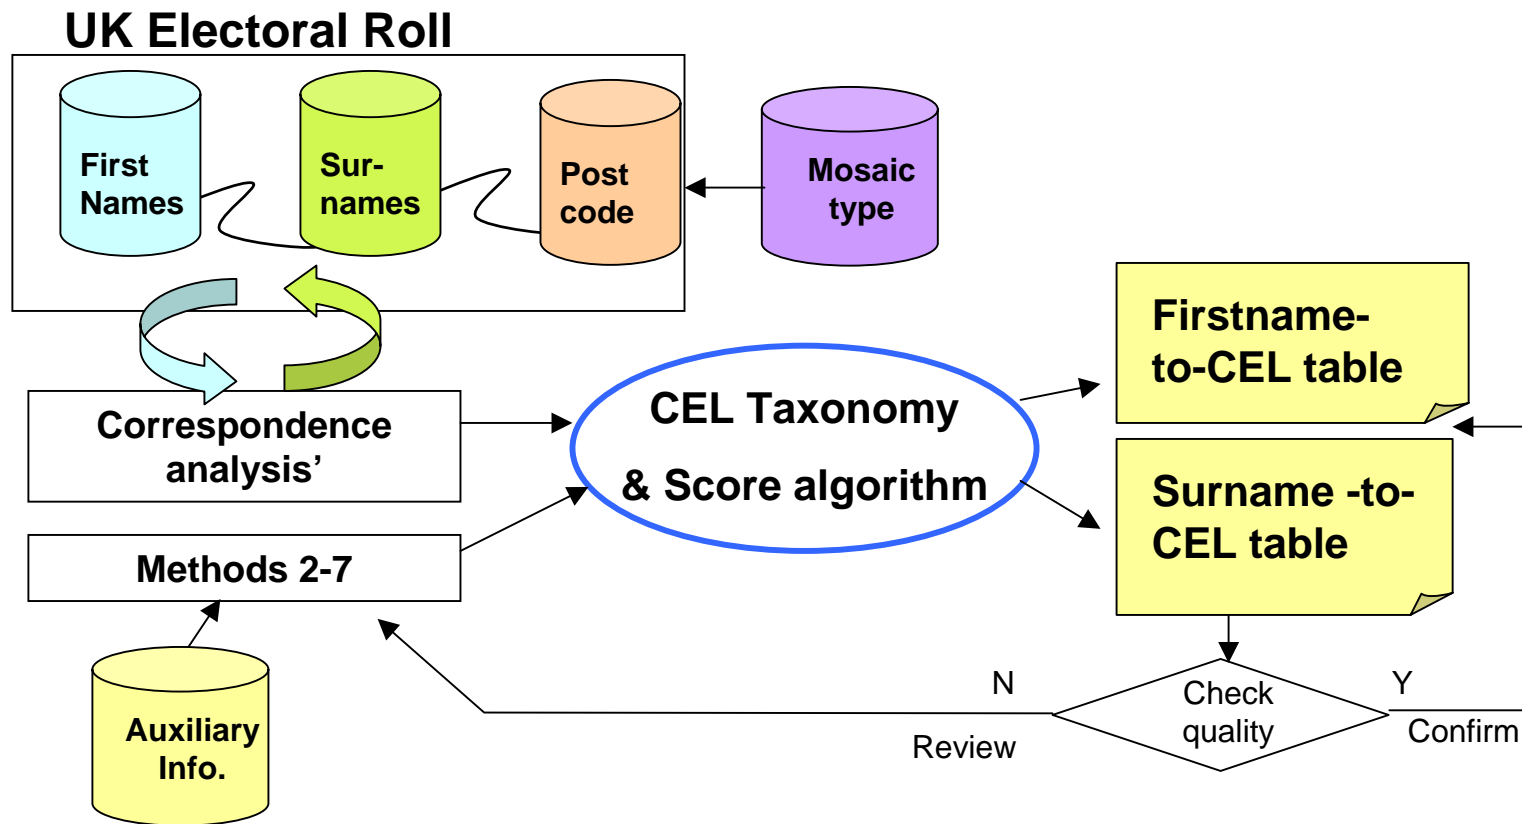 UK Electoral Roll
First
Names
Sur-
names
Post
code
Mosaic
type
Correspondence
analysis’
Methods 2-7
Auxiliary
Info.
CEL Taxonomy
& Score algorithm
Firstname-
to-CEL table
Surname -to-
CEL table
N
Review
Check
quality
Y
Confirm